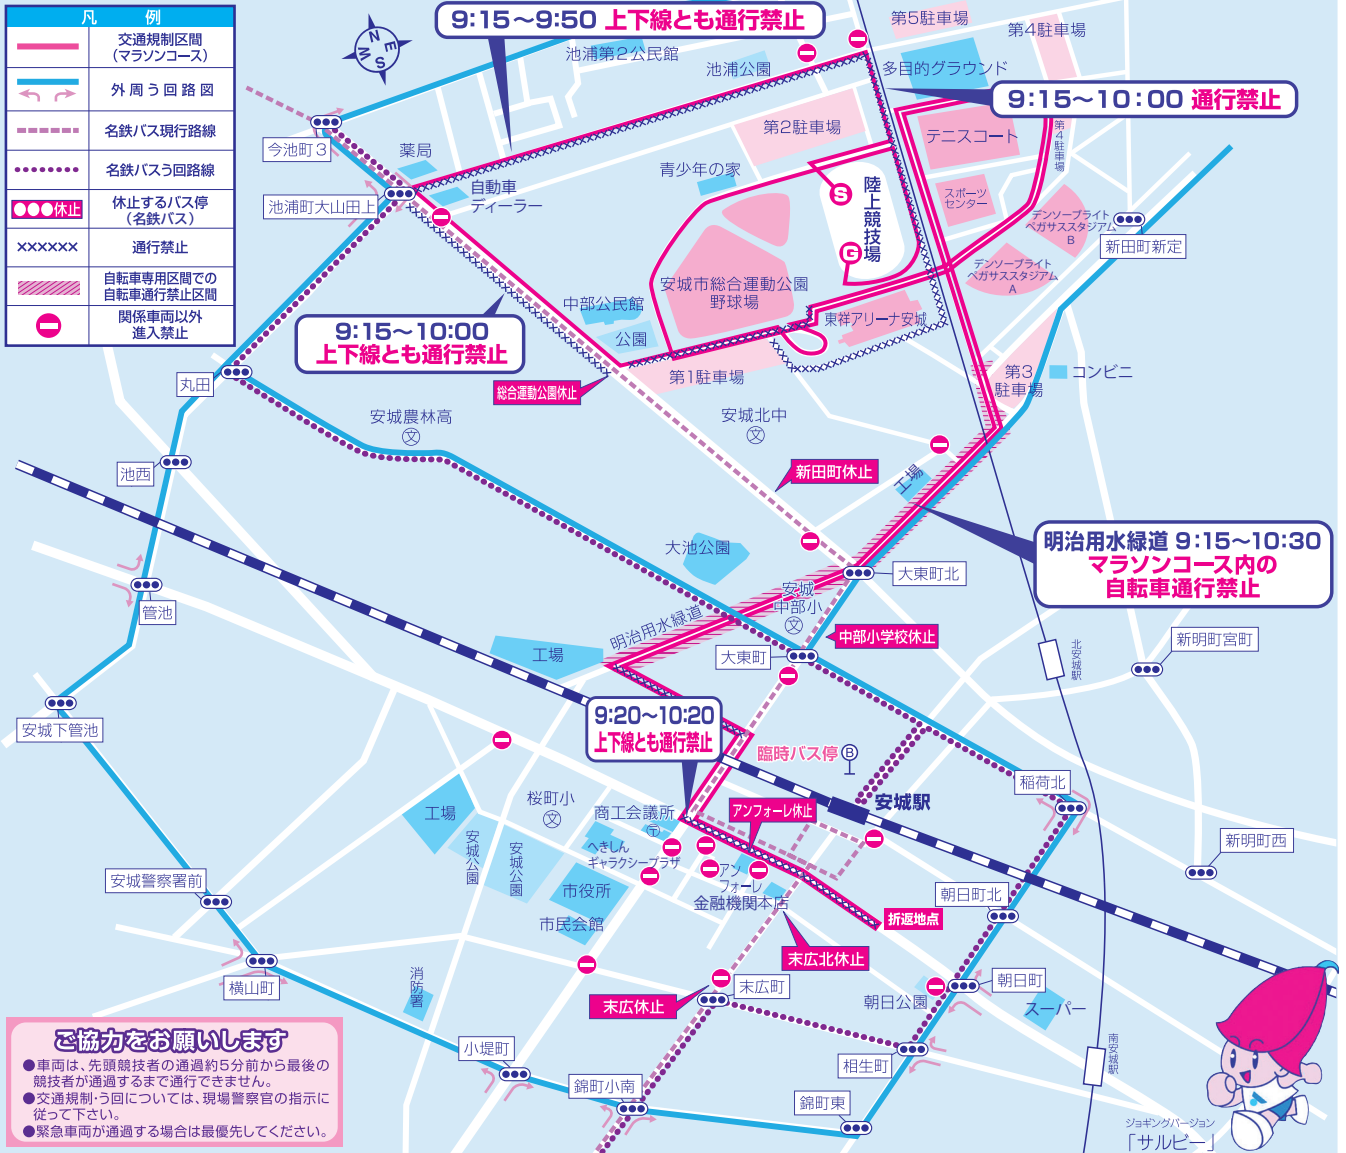 凡例
交通規制区間
（マラソンコース）
外周う回路図
名鉄バス現行路線
名鉄バスう回路線
●●●休止
休止するバス停
（名鉄バス）
××××××
通行禁止
自転車専用区間での
自転車通行禁止区間
関係車両以外
進入禁止
N
E
S
W
9:15〜9:50 上下線とも通行禁止
池浦第2公民館
池浦公園
第5駐車場
第4駐車場
多目的グラウンド
9:15〜10:00 通行禁止
第2駐車場
テニスコート
第4駐車場
今池町3
薬局
自動車
ディーラー
池浦町大山田上
青少年の家
陸上競技場
S
G
スポーツ
センター
デンソーブライト
ペガサススタジアム
B
デンソーブライト
ペガサススタジアム
A
新田町新定
安城市総合運動公園
野球場
中部公民館
公園
東祥アリーナ安城
9:15〜10:00
上下線とも通行禁止
第1駐車場
第3
駐車場
コンビニ
丸田
総合運動公園休止
安城農林高
文
安城北中
文
池西
新田町休止
工場
明治用水緑道 9:15〜10:30
マラソンコース内の
自転車通行禁止
大池公園
大東町北
管池
安城
中部小
文
明治用水緑道
中部小学校休止
工場
大東町
北安城駅
新明町宮町
安城下管池
9:20〜10:20
上下線とも通行禁止
臨時バス停
B
安城駅
稲荷北
桜町小
文
商工会議所
〒
アンフォーレ休止
工場
安城公園
安城公園
へきしん
ギャラクシープラザ
アン
フォーレ
新明町西
安城警察署前
市役所
金融機関本店
折返地点
朝日町北
市民会館
末広北休止
横山町
消防署
末広休止
末広町
朝日公園
朝日町
スーパー
小堤町
相生町
南安城駅
錦町小南
錦町東
ご協力をお願いします
●車両は、先頭競技者の通過約5分前から最後の
競技者が通過するまで通行できません。
●交通規制・う回については、現場警察官の指示に
従って下さい。
●緊急車両が通過する場合は最優先してください。
ジョギングバージョン
「サルビー」